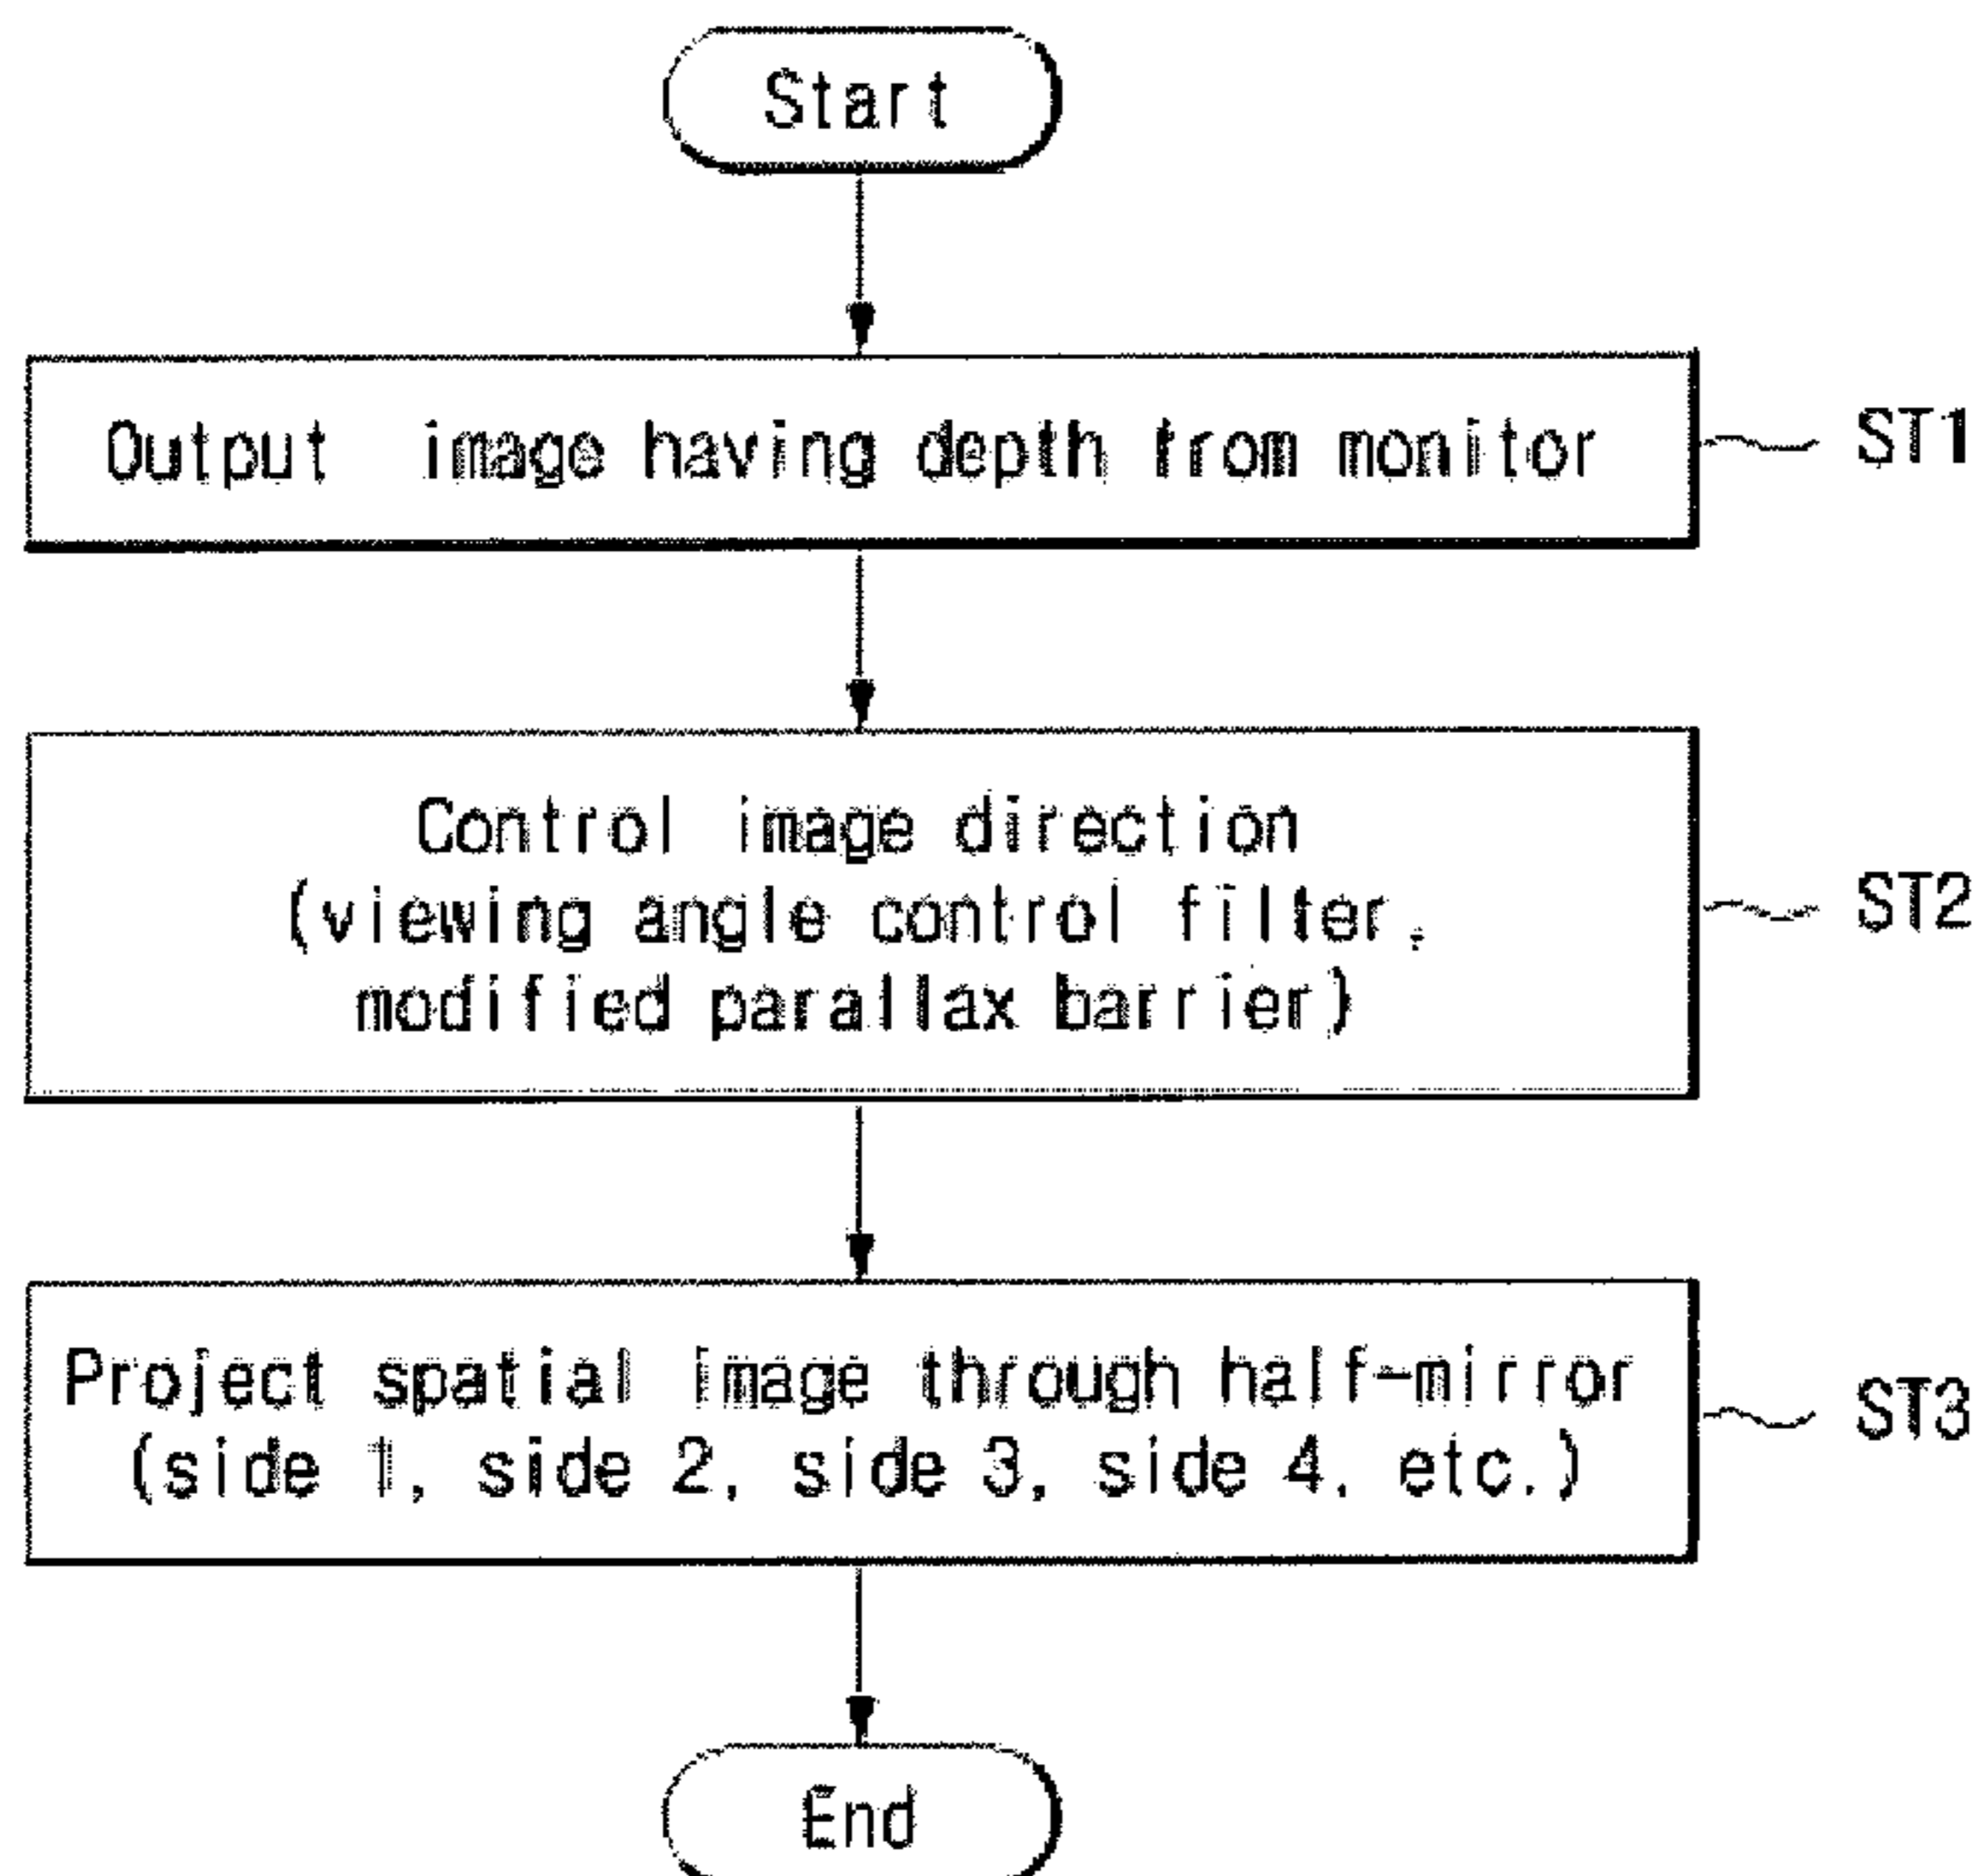 Start
Output image having depth from monitor
ST1
Control image direction
(viewing angle control filter,
modified parallax barrier)
ST2
Project spatial image through half-mirror
(side 1, side 2, side 3, side 4, etc.)
ST3
End